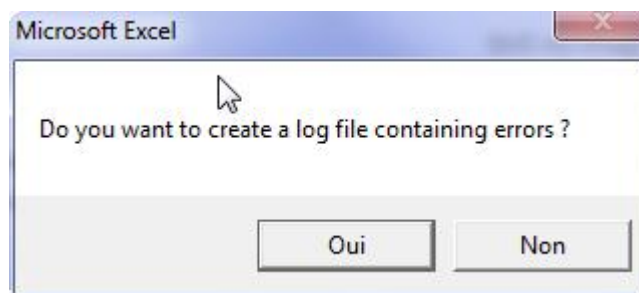 Microsoft Excel
Do you want to create a log file containing errors ?
Oui
Non